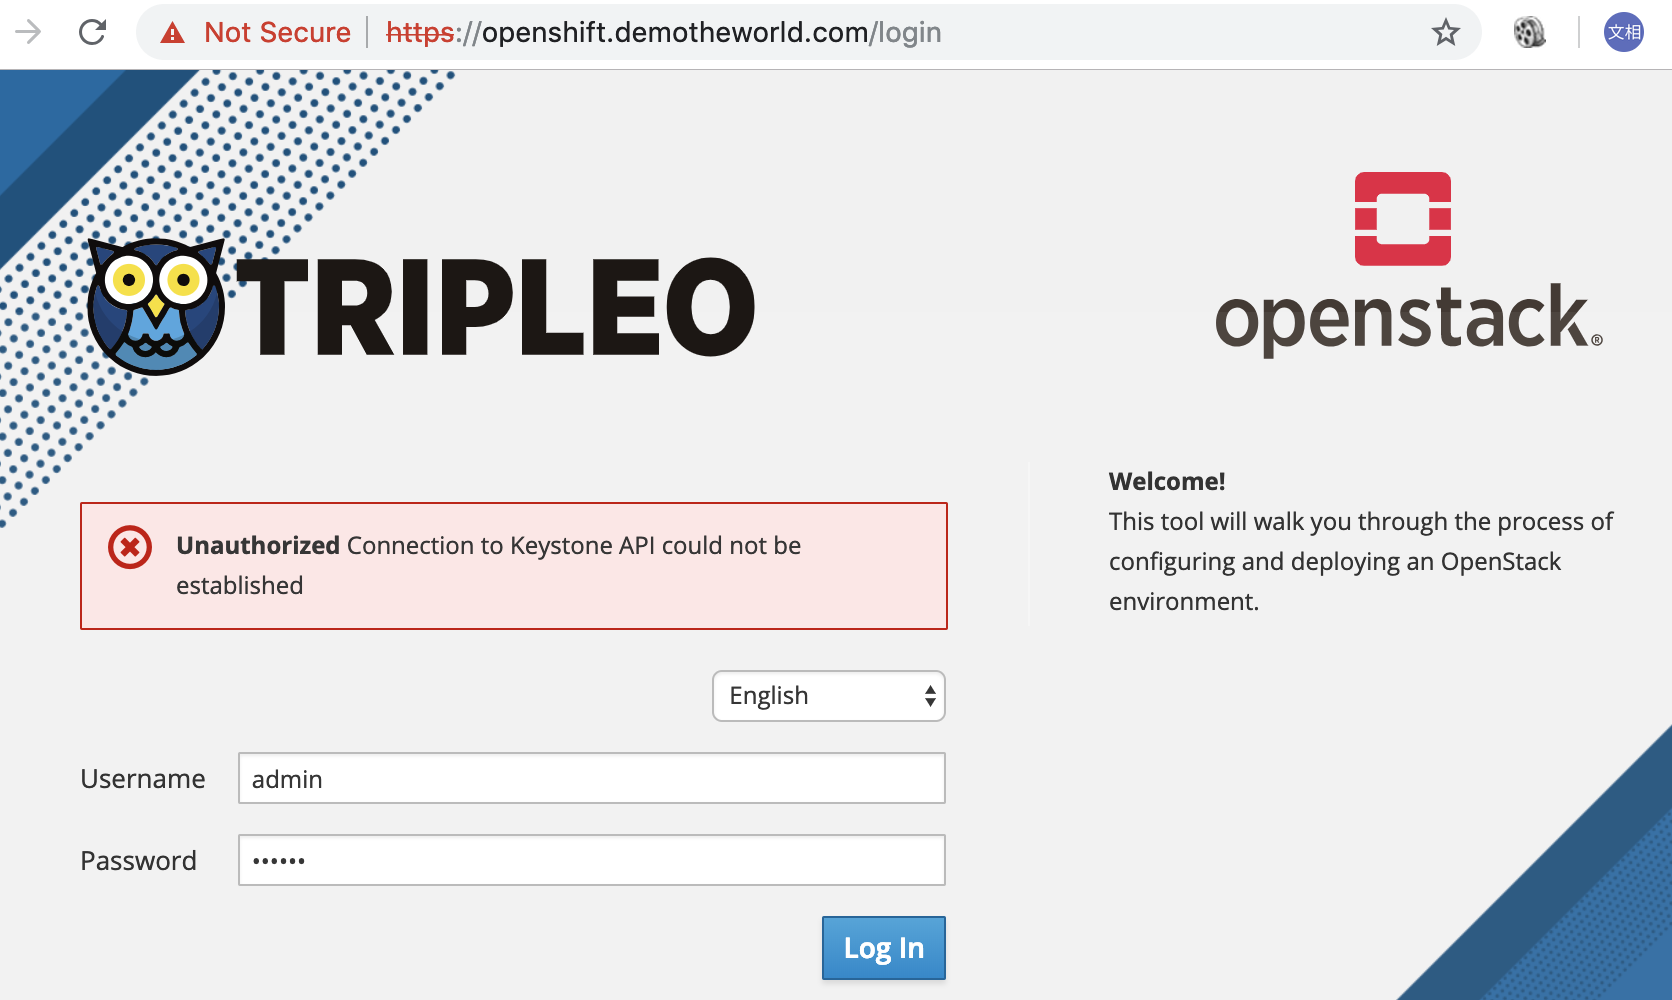 Not Secure | https://openshift.demotheworld.com/login
文相
TRIPLEO
openstack®
Unauthorized Connection to Keystone API could not be
established
Welcome!
This tool will walk you through the process of
configuring and deploying an OpenStack
environment.
English
Username admin
Password ••••••
Log In